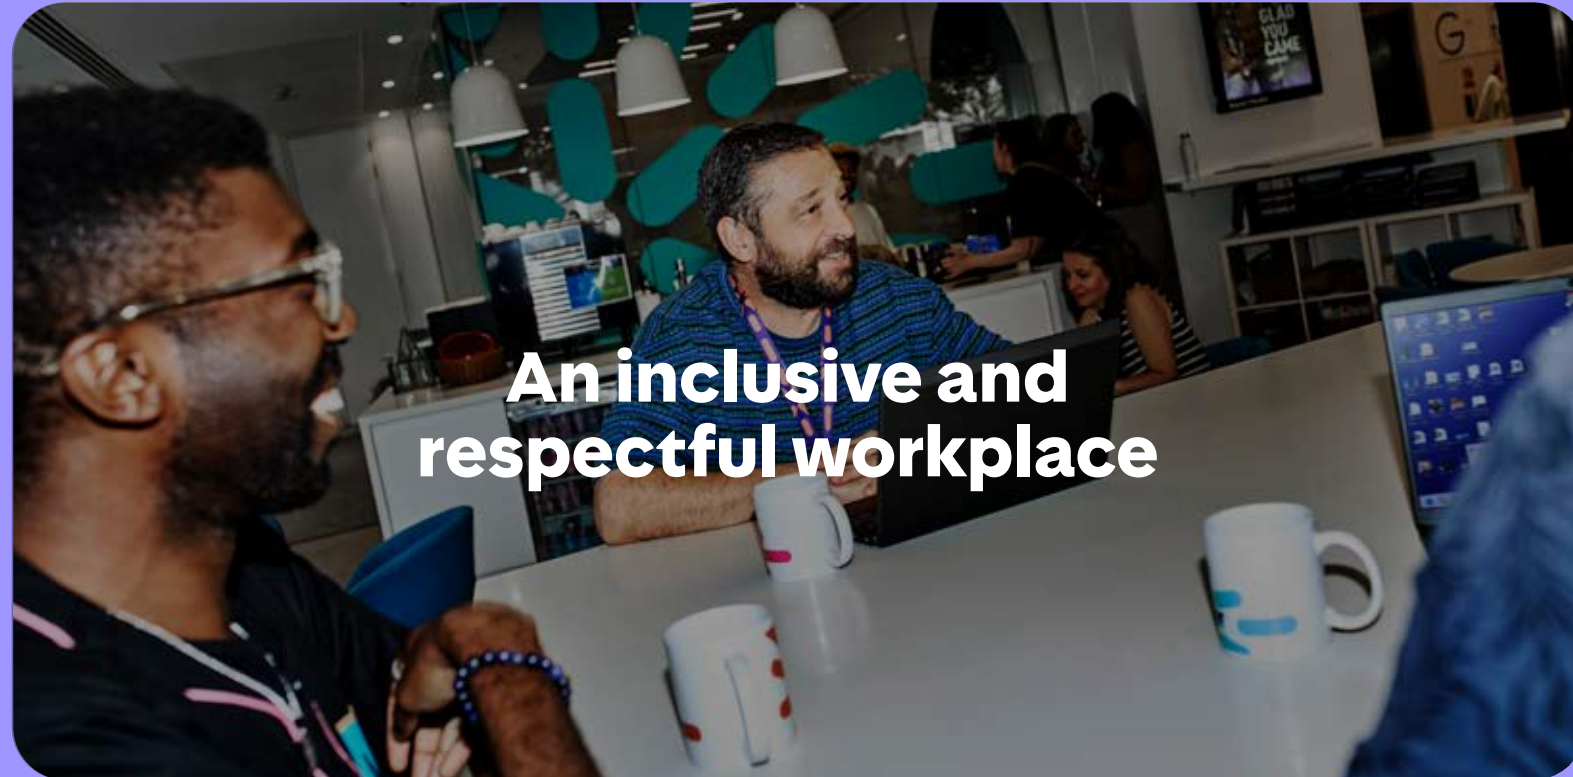 GLAD
YOU
CAME
G
An inclusive and
respectful workplace